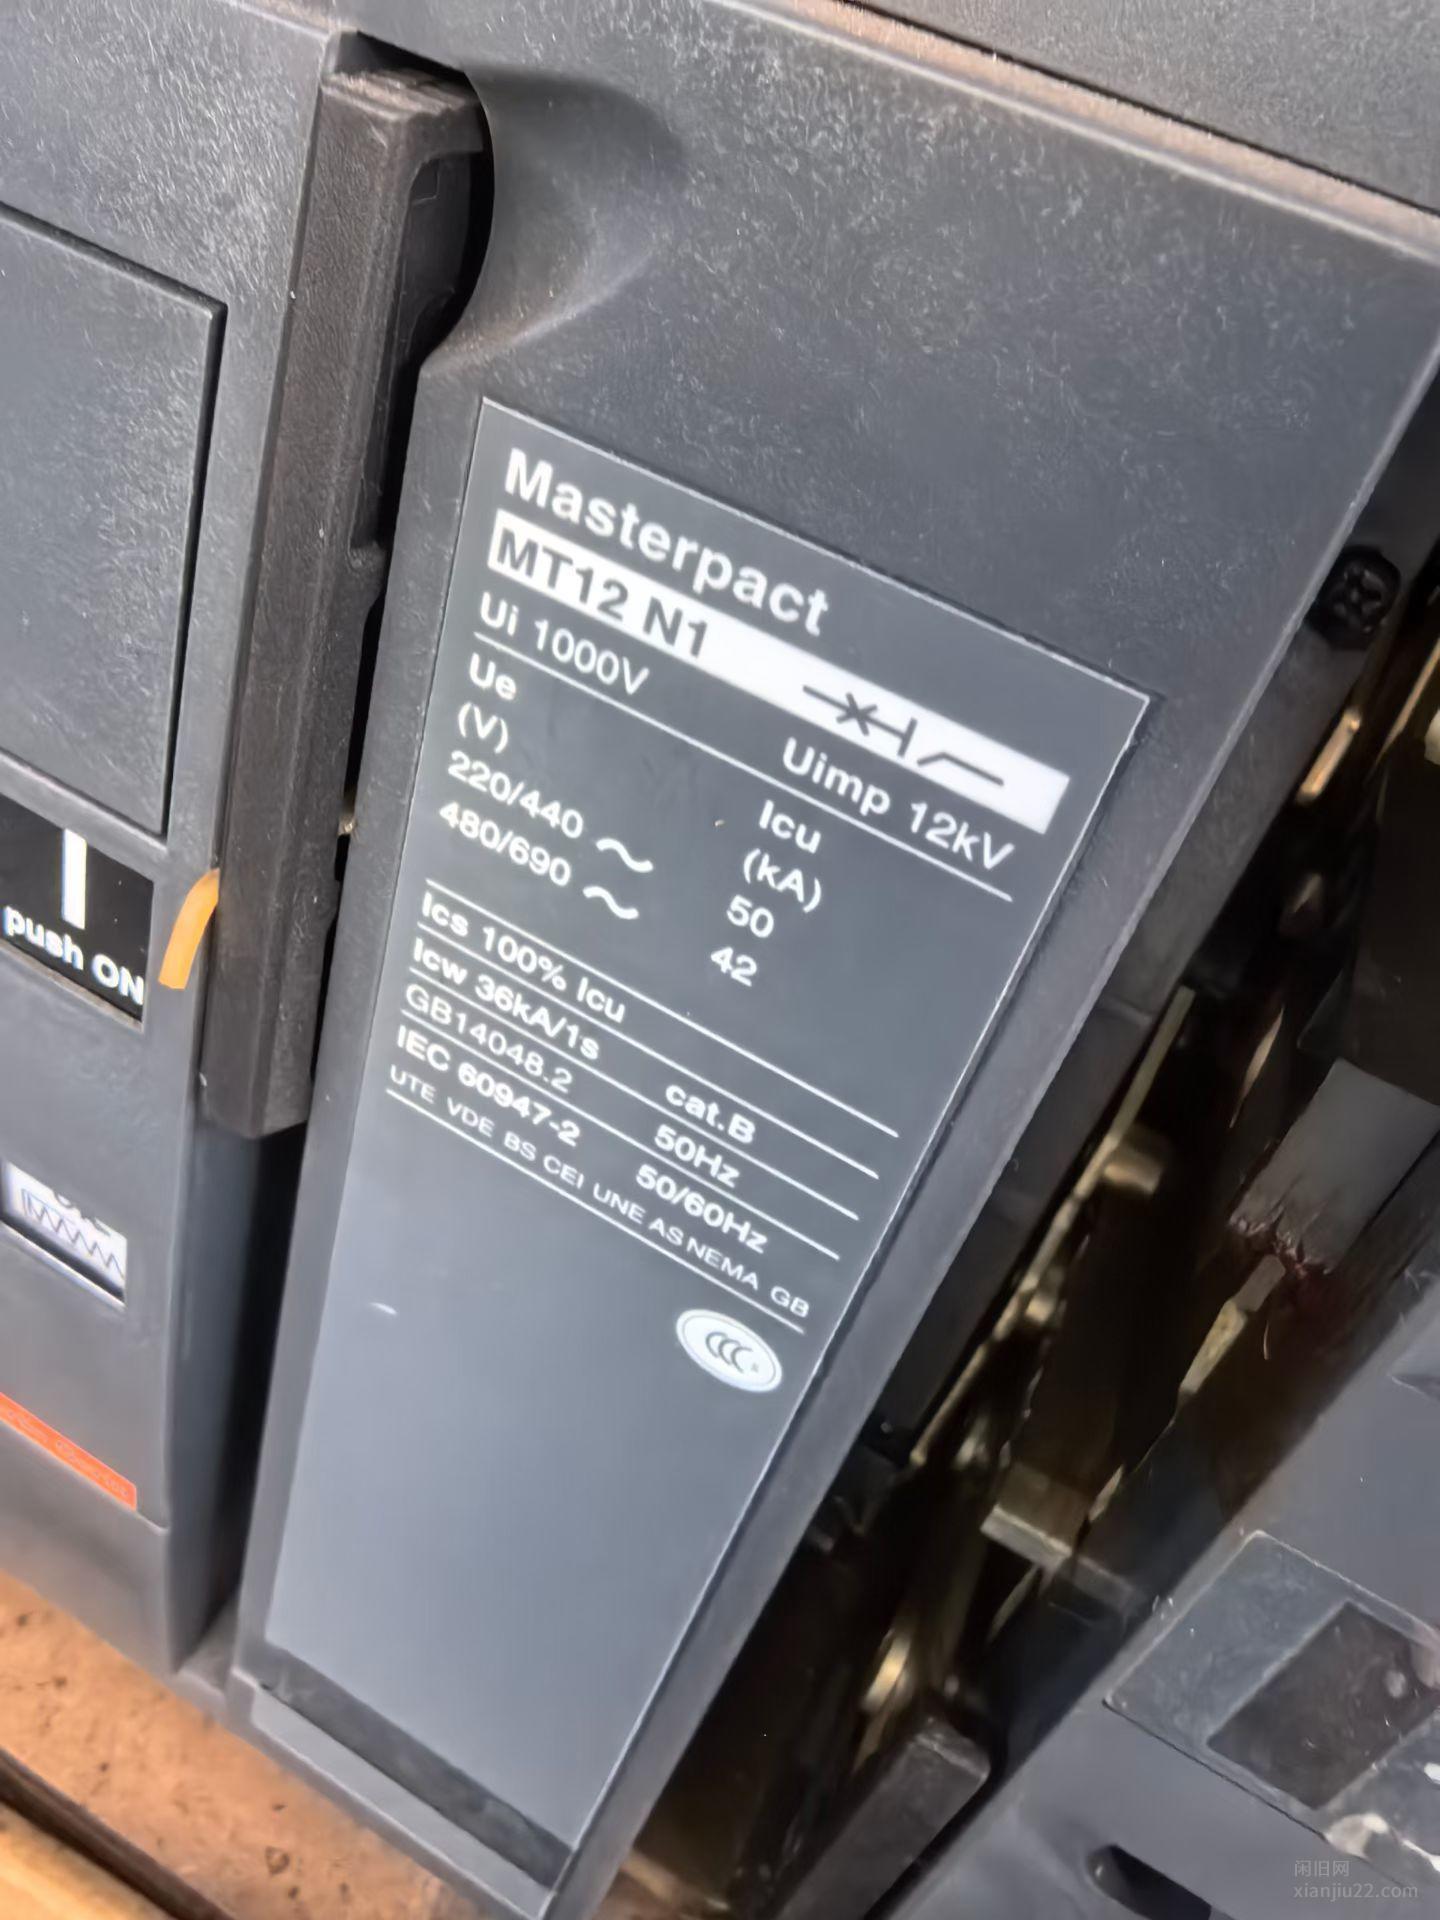 Masterpact
MT12 N1
Ui 1000V Uimp 12kV
Ue Icu
(V) (kA)
220/440 ~ 50
480/690 ~ 42
Ics 100% Icu
Icw 36kA/1s cat.B
GB14048.2 50Hz
IEC 60947-2 50/60Hz
UTE VDE BS CEI UNE AS NEMA GB
CCC
I
push ON
闲旧网
xianjiu22.com